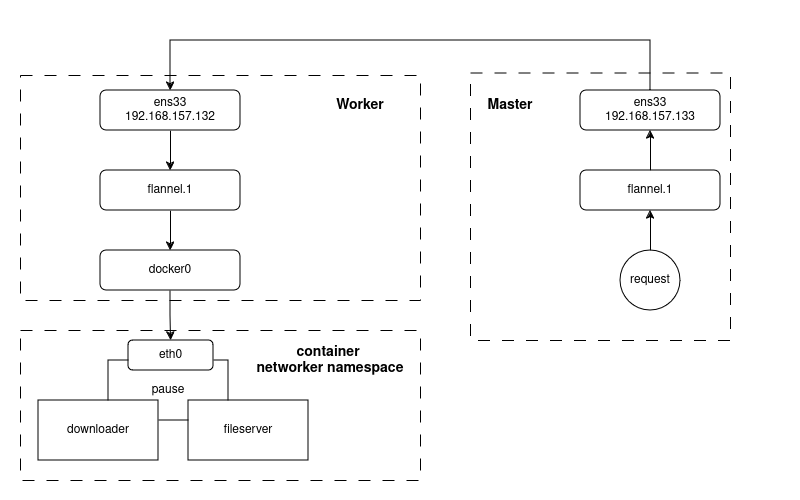 ens33
192.168.157.132
Worker
flannel.1
docker0
Master
ens33
192.168.157.133
flannel.1
request
eth0
container
networker namespace
pause
downloader
fileserver